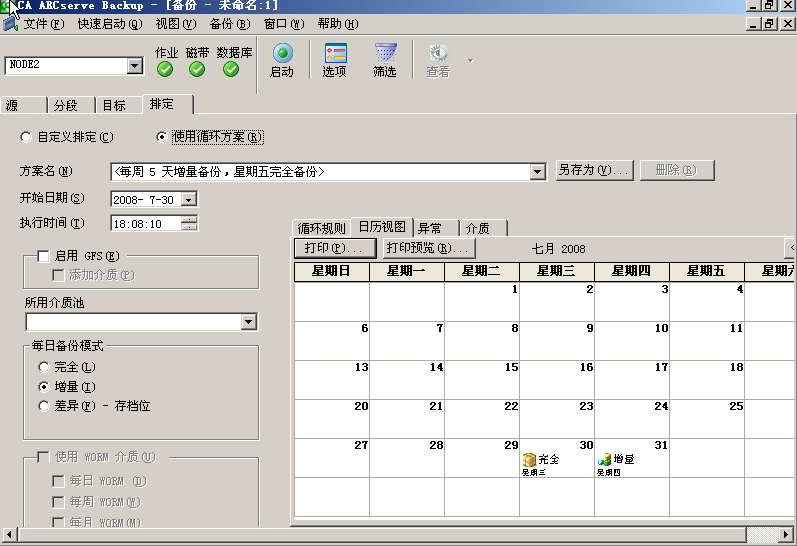 CA ARCserve Backup - [备份 - 未命名:1]
文件(F) 快速启动(Q) 视图(V) 备份(B) 窗口(W) 帮助(H)
NODE2 作业 磁带 数据库 启动 选项 筛选 查看
源 分段 目标 排定
自定义排定(C) 使用循环方案(R)
方案名(N) <每周 5 天增量备份，星期五完全备份> 另存为(V)... 删除(R)
开始日期(S) 2008- 7-30
执行时间(T) 18:08:10
循环规则 日历视图 异常 介质
打印(P)... 打印预览(R)... 七月 2008 <
启用 GFS(E)
添加介质(P)
所用介质池
每日备份模式
完全(L)
增量(I)
差异(F) - 存档位
使用 WORM 介质(U)
每日 WORM (D)
每周 WORM(W)
每月 WORM(M)
星期日 星期一 星期二 星期三 星期四 星期五 星期六
1 2 3 4
6 7 8 9 10 11
13 14 15 16 17 18
20 21 22 23 24 25
27 28 29 30 31
完全 增量
星期三 星期四